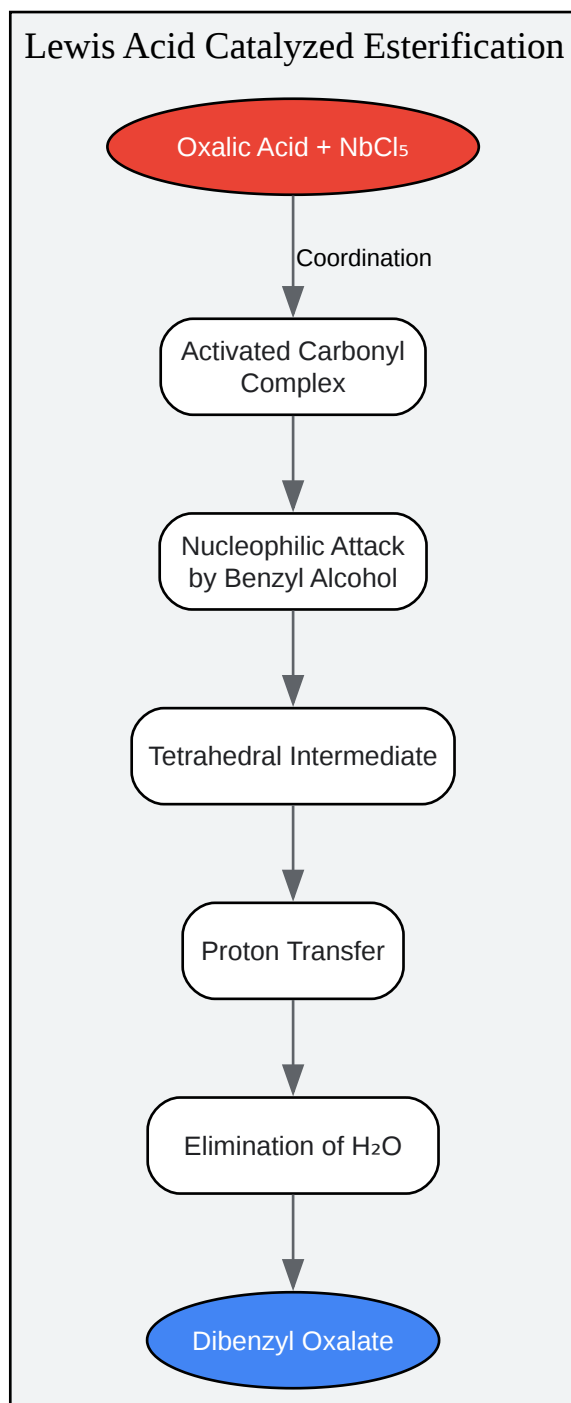 Lewis Acid Catalyzed Esterification
Oxalic Acid + NbCl₅
Coordination
Activated Carbonyl
Complex
Nucleophilic Attack
by Benzyl Alcohol
Tetrahedral Intermediate
Proton Transfer
Elimination of H₂O
Dibenzyl Oxalate